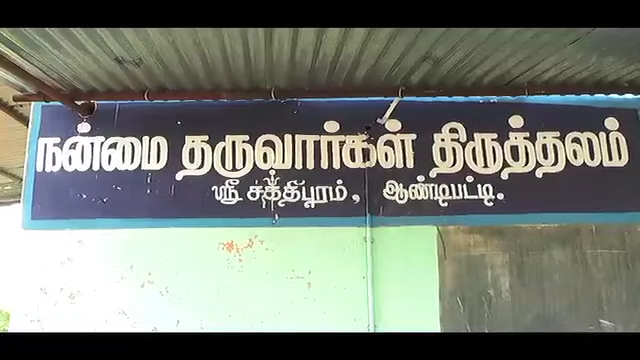 நன்மை தருவார்கள் திருத்தலம்
ஸ்ரீ சக்திபுரம், ஆண்டிபட்டி.